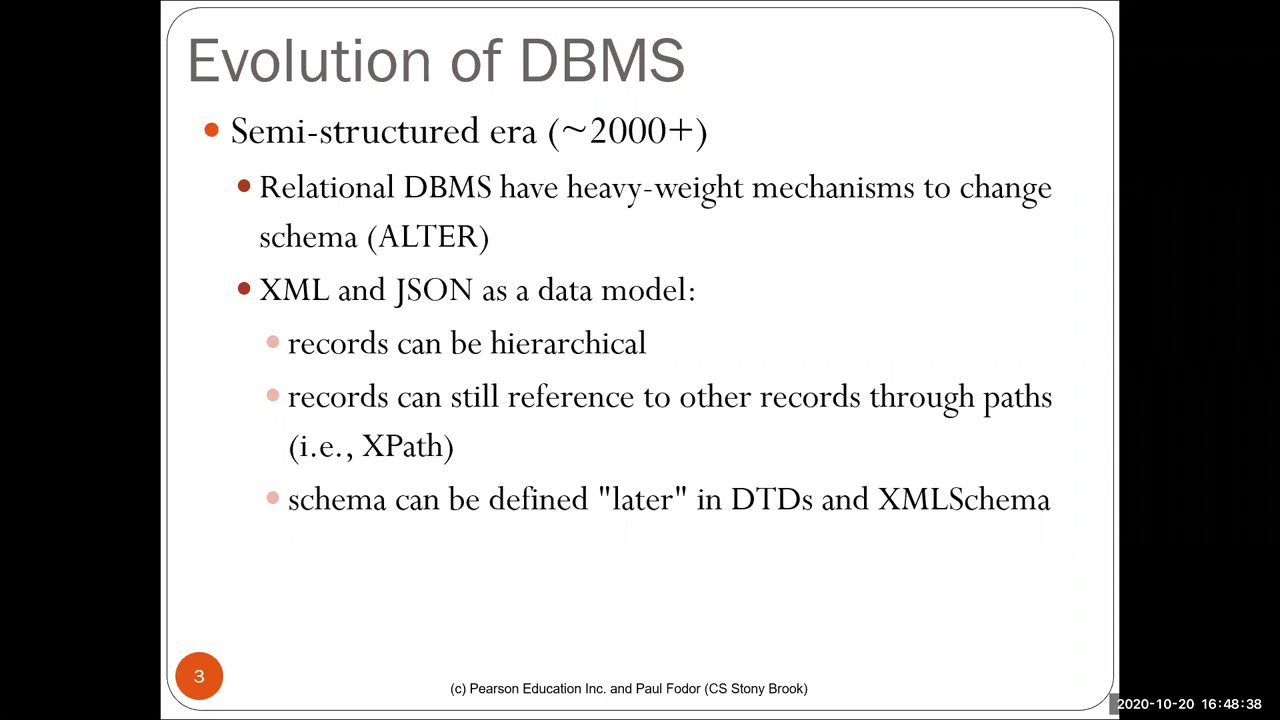 Evolution of DBMS
Semi-structured era (~2000+)
Relational DBMS have heavy-weight mechanisms to change
schema (ALTER)
XML and JSON as a data model:
records can be hierarchical
records can still reference to other records through paths
(i.e., XPath)
schema can be defined "later" in DTDs and XMLSchema
3
(c) Pearson Education Inc. and Paul Fodor (CS Stony Brook)
2020-10-20 16:48:38